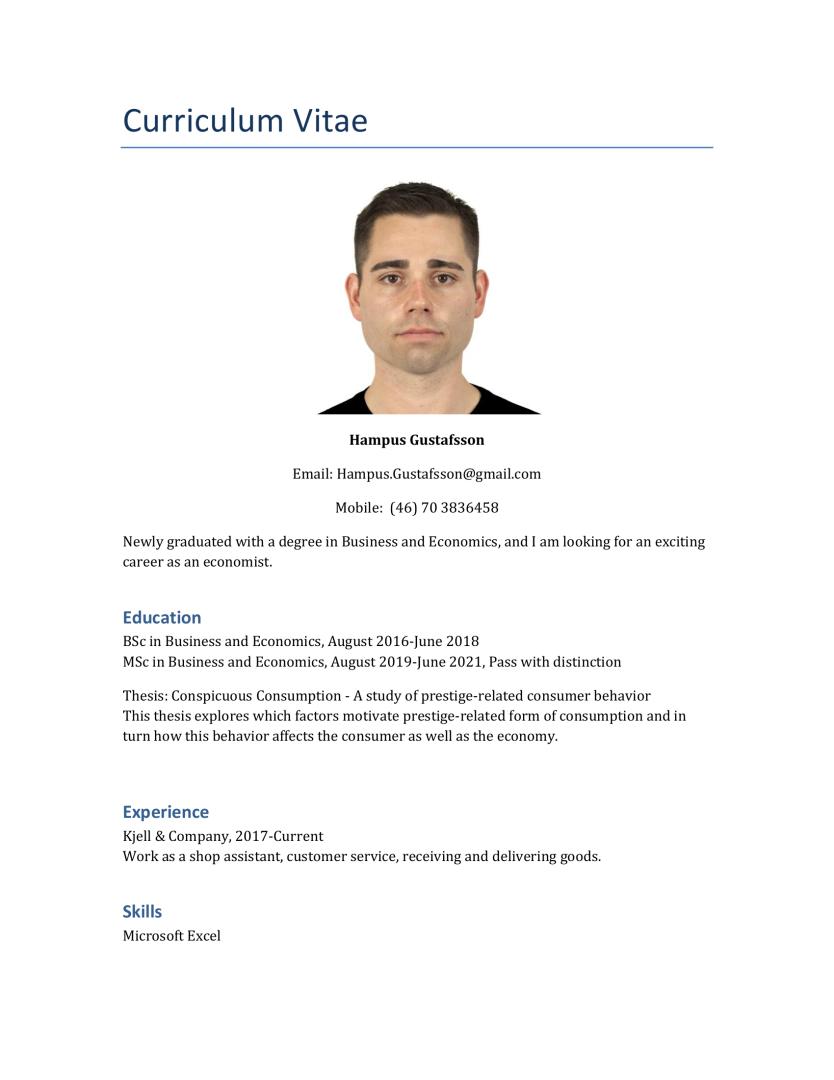 Curriculum Vitae
Hampus Gustafsson
Email: Hampus.Gustafsson@gmail.com
Mobile:  (46) 70 3836458
Newly graduated with a degree in Business and Economics, and I am looking for an exciting
career as an economist.
Education
BSc in Business and Economics, August 2016-June 2018
MSc in Business and Economics, August 2019-June 2021, Pass with distinction
Thesis: Conspicuous Consumption - A study of prestige-related consumer behavior
This thesis explores which factors motivate prestige-related form of consumption and in
turn how this behavior affects the consumer as well as the economy.
Experience
Kjell & Company, 2017-Current
Work as a shop assistant, customer service, receiving and delivering goods.
Skills
Microsoft Excel